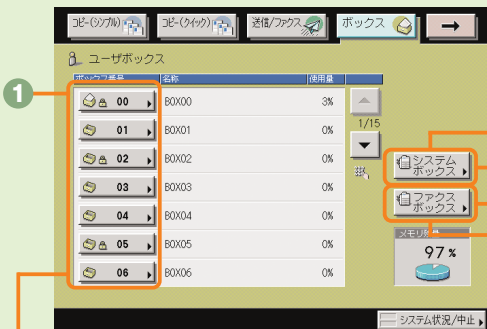 コピー(シンプル)
コピー(クイック)
送信/ファクス
ボックス
ユーザボックス
ボックス番号 名称 使用量
1
00 BOX00 3%
01 BOX01 0%
1/15
02 BOX02 0%
03 BOX03 0%
04 BOX04 0%
05 BOX05 0%
06 BOX06 0%
システム
ボックス
ファクス
ボックス
メモリ残量
97 %
システム状況/中止